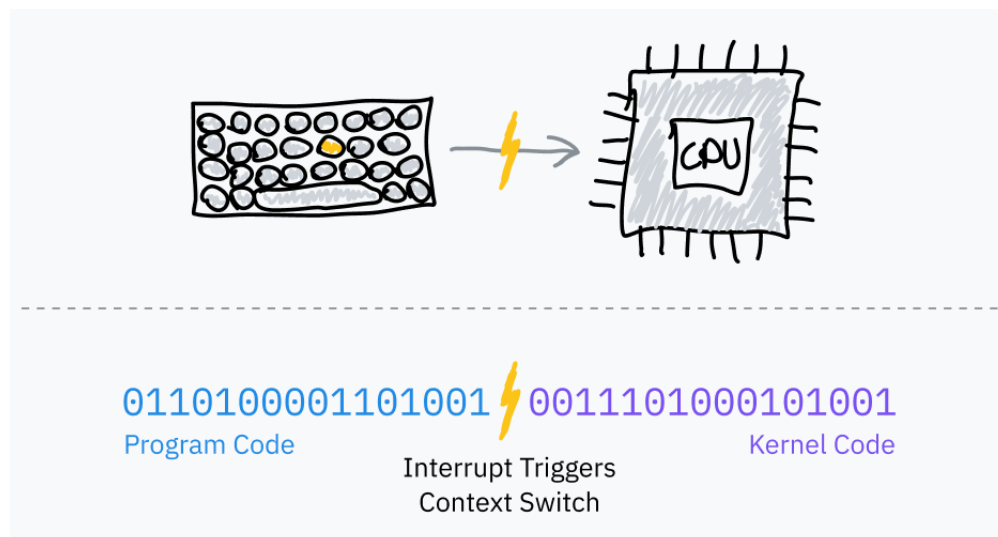 CPU
0110100001101001
0011101000101001
Program Code
Kernel Code
Interrupt Triggers
Context Switch